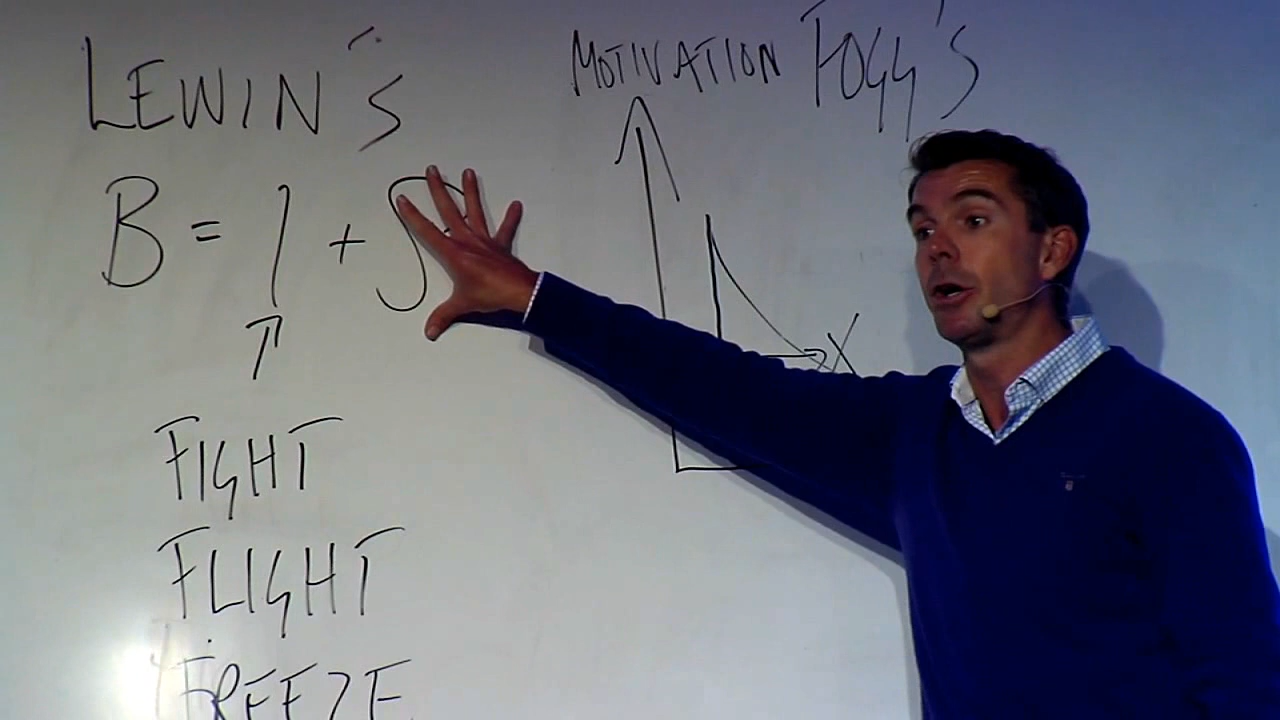 LEWIN'S
B = I + S
FIGHT
FLIGHT
FREEZE
MOTIVATION FOGG'S
X